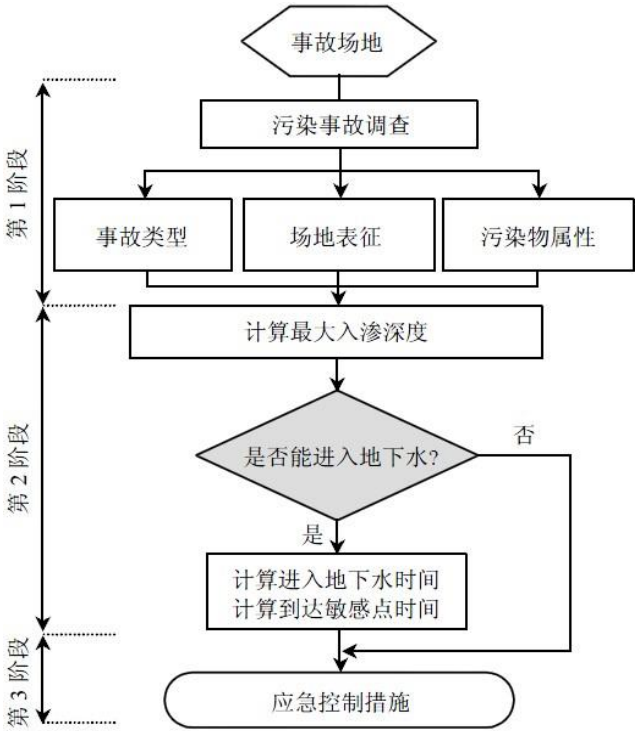 事故场地
第1阶段
污染事故调查
事故类型
场地表征
污染物属性
第2阶段
计算最大入渗深度
是否能进入地下水?
否
是
计算进入地下水时间
计算到达敏感点时间
第3阶段
应急控制措施